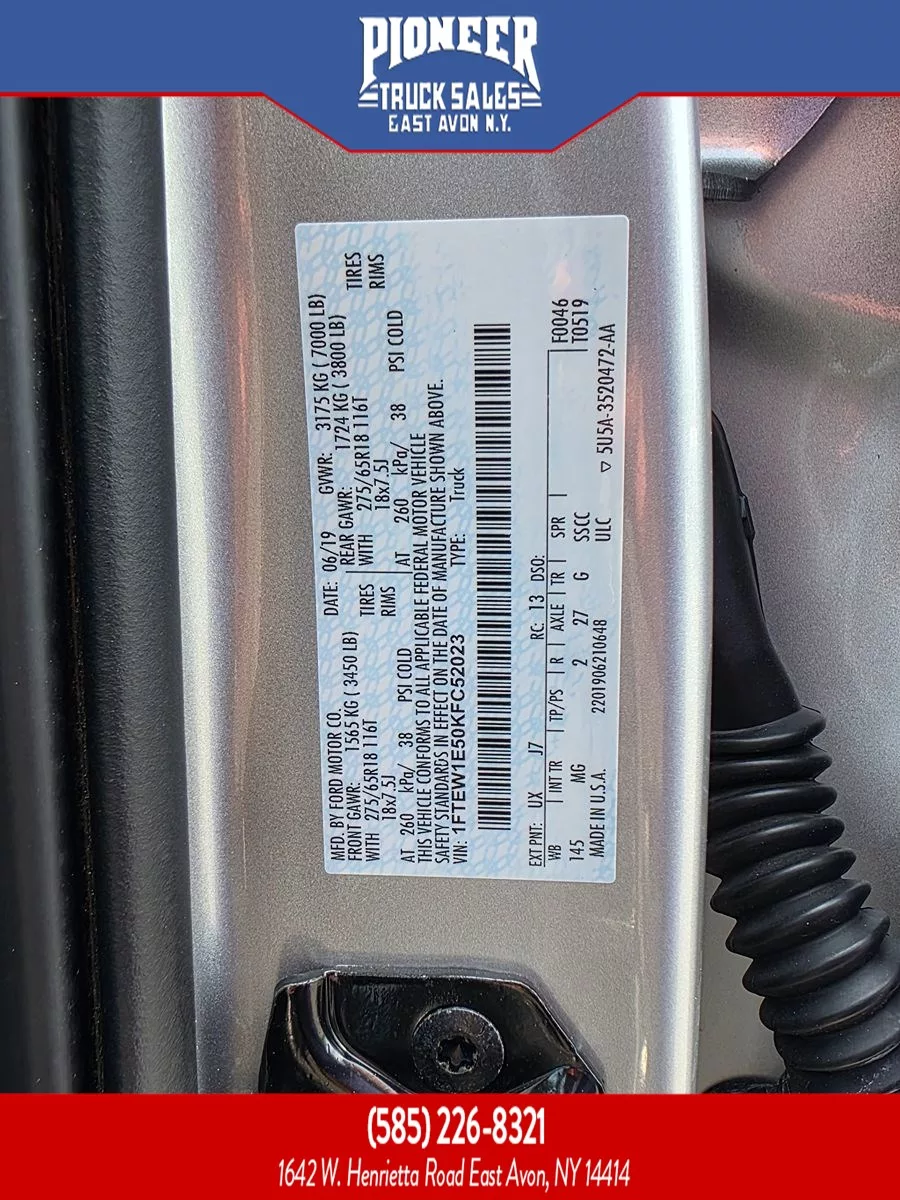 PIONEER
TRUCK SALES
EAST AVON N.Y.
MFD. BY FORD MOTOR CO.
DATE: 06/19 GVWR: 3175 KG ( 7000 LB)
FRONT GAWR: 1565 KG ( 3450 LB) REAR GAWR: 1724 KG ( 3800 LB)
WITH 275/65R18 116T TIRES WITH 275/65R18 116T TIRES
18x7.5J RIMS 18x7.5J RIMS
AT 260 kPa/ 38 PSI COLD AT 260 kPa/ 38 PSI COLD
THIS VEHICLE CONFORMS TO ALL APPLICABLE FEDERAL MOTOR VEHICLE
SAFETY STANDARDS IN EFFECT ON THE DATE OF MANUFACTURE SHOWN ABOVE.
VIN: 1FTEW1E50KFC52023 TYPE: Truck
EXT PNT: UX J7 RC: 13 DSO: F0046
WB INT TR TP/PS R AXLE TR SPR T0519
145 MG 2 27 G SSCC
MADE IN U.S.A. 2201906210648 ULC ▽ 5U5A-3520472-AA
(585) 226-8321
1642 W. Henrietta Road East Avon, NY 14414